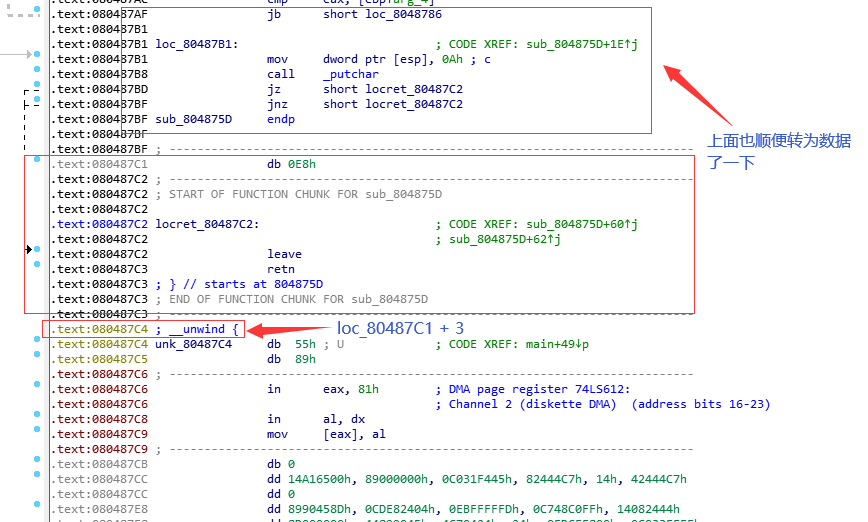 .text:080487AC cmp eax, [ebp+arg_4]
.text:080487AF jb short loc_8048786
.text:080487B1
.text:080487B1 loc_80487B1: ; CODE XREF: sub_804875D+1E↑j
.text:080487B1 mov dword ptr [esp], 0Ah ; c
.text:080487B8 call _putchar
.text:080487BD jz short locret_80487C2
.text:080487BF jnz short locret_80487C2
.text:080487BF sub_804875D endp
.text:080487BF
.text:080487BF ; ---------------------------------------------------------------------------
.text:080487C1 db 0E8h
.text:080487C2 ; ---------------------------------------------------------------------------
.text:080487C2 ; START OF FUNCTION CHUNK FOR sub_804875D
.text:080487C2
.text:080487C2 locret_80487C2: ; CODE XREF: sub_804875D+60↑j
.text:080487C2 ; sub_804875D+62↑j
.text:080487C2 leave
.text:080487C3 retn
.text:080487C3 ; } // starts at 804875D
.text:080487C3 ; END OF FUNCTION CHUNK FOR sub_804875D
.text:080487C3 ; ---------------------------------------------------------------------------
.text:080487C4 ; __unwind {
.text:080487C4 unk_80487C4 db 55h ; U ; CODE XREF: main+49↓p
.text:080487C5 db 89h
.text:080487C6 ; ---------------------------------------------------------------------------
.text:080487C6 in eax, 81h ; DMA page register 74LS612:
.text:080487C6 ; Channel 2 (diskette DMA) (address bits 16-23)
.text:080487C8 in al, dx
.text:080487C9 mov [eax], al
.text:080487C9 ; ---------------------------------------------------------------------------
.text:080487CB db 0
.text:080487CC dd 14A16500h, 89000000h, 0C031F445h, 82444C7h, 14h, 42444C7h
.text:080487CC dd 0
.text:080487E8 dd 8990458Dh, 0CDE82404h, 0EBFFFFFDh, 0C748C0FFh, 14082444h
上面也顺便转为数据
了一下
loc_80487C1 + 3